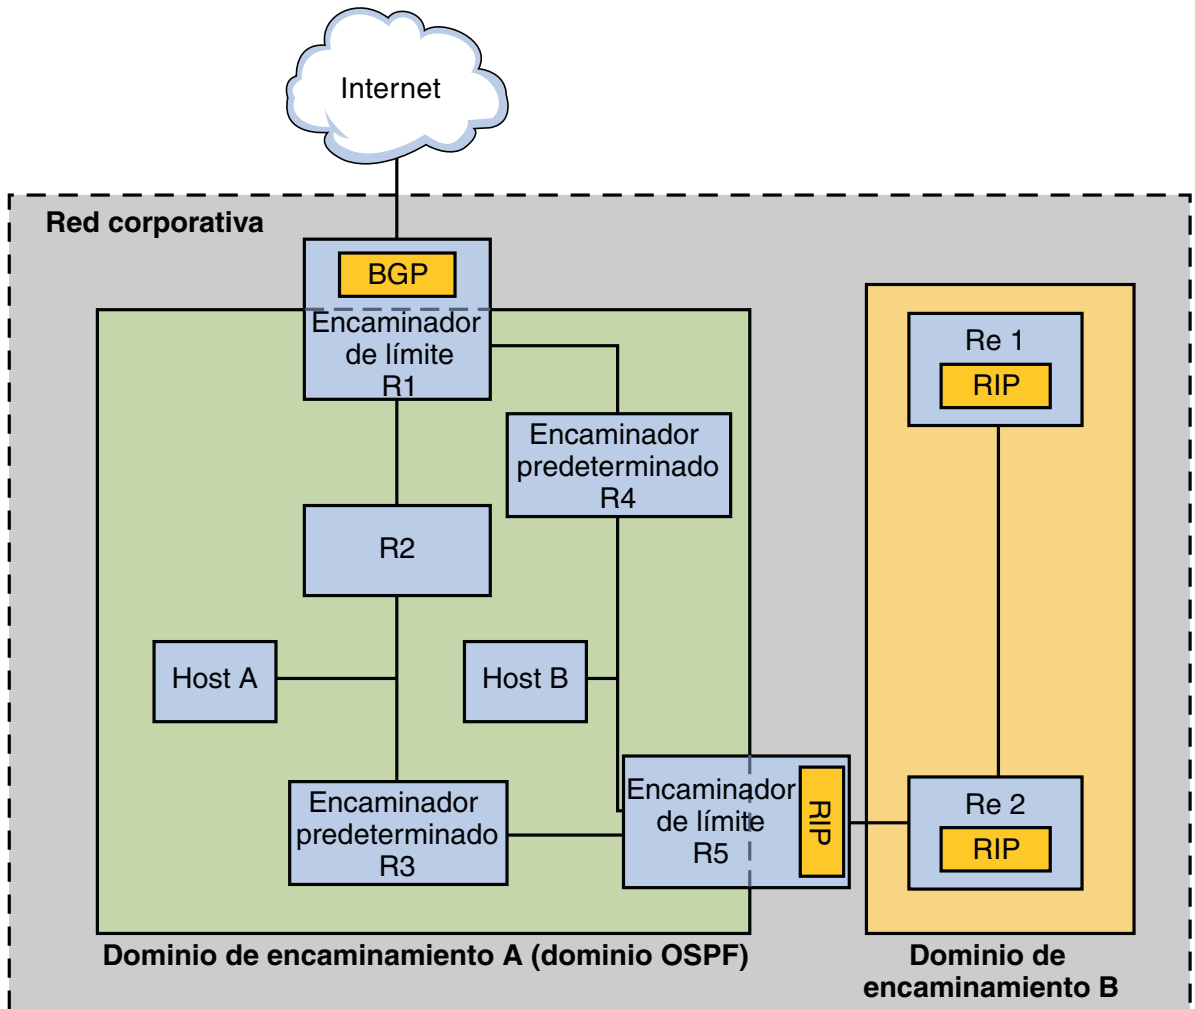 Internet
Red corporativa
BGP
Encaminador
de límite
R1
Re 1
RIP
Encaminador
predeterminado
R4
R2
Host A
Host B
Encaminador
predeterminado
R3
Encaminador
de límite
R5
RIP
Re 2
RIP
Dominio de encaminamiento A (dominio OSPF)
Dominio de
encaminamiento B